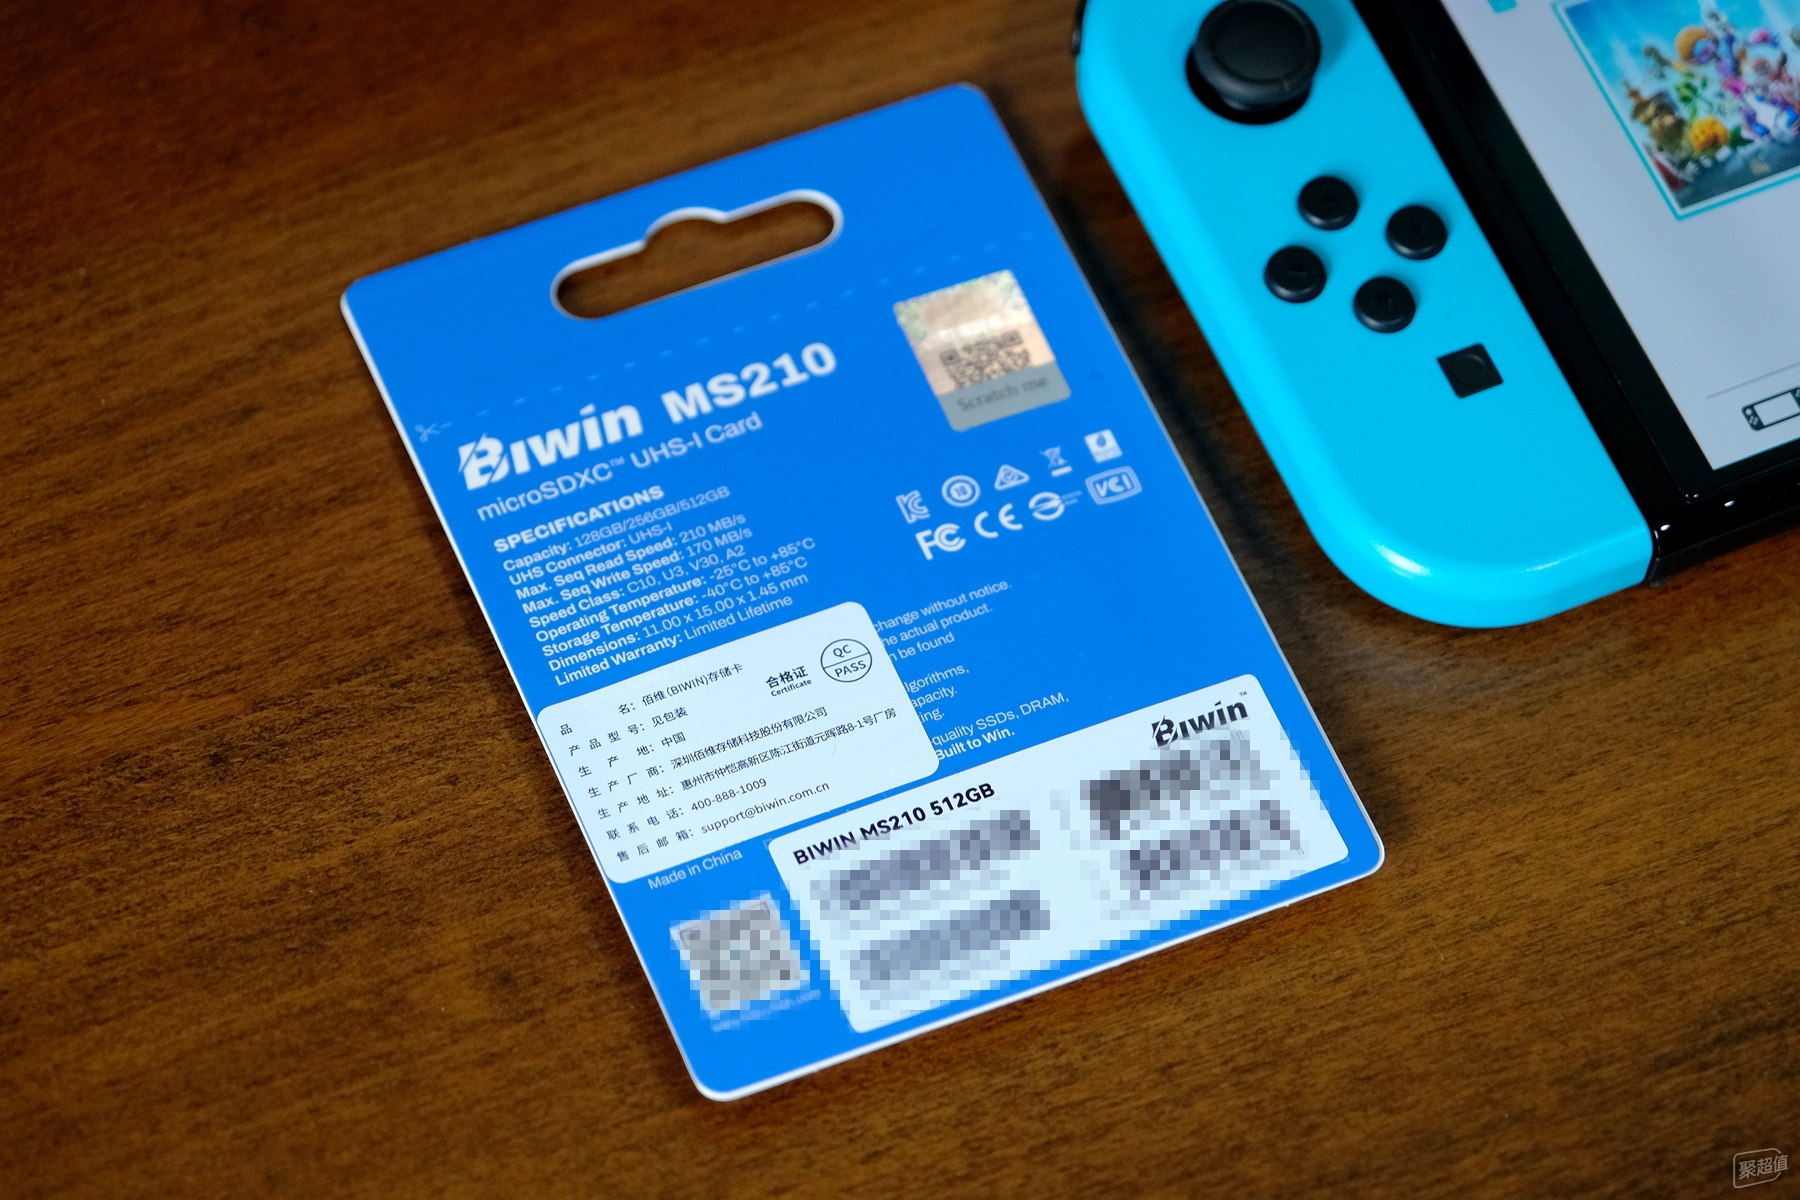 BIWIN MS210
microSDXC™ UHS-I Card
SPECIFICATIONS
Capacity: 128GB/256GB/512GB
UHS Connector: UHS-I
Max. Seq Read Speed: 210 MB/s
Max. Seq Write Speed: 170 MB/s
Speed Class: C10, U3, V30, A2
Operating Temperature: -25°C to +85°C
Storage Temperature: -40°C to +85°C
Dimensions: 11.00 x 15.00 x 1.45 mm
Limited Warranty: Limited Lifetime
Scratch me
FC CE
VCI
change without notice.
he actual product.
n be found
lgorithms,
apacity.
ing.
quality SSDs, DRAM,
Built to Win.
合格证
Certificate
QC
PASS
品名：佰维(BIWIN)存储卡
产品型号：见包装
生产地：中国
生产厂商：深圳佰维存储科技股份有限公司
生产地址：惠州市仲恺高新区陈江街道元晖路8-1号厂房
联系电话：400-888-1009
售后邮箱：support@biwin.com.cn
Made in China
BIWIN™
BIWIN MS210 512GB
聚超值